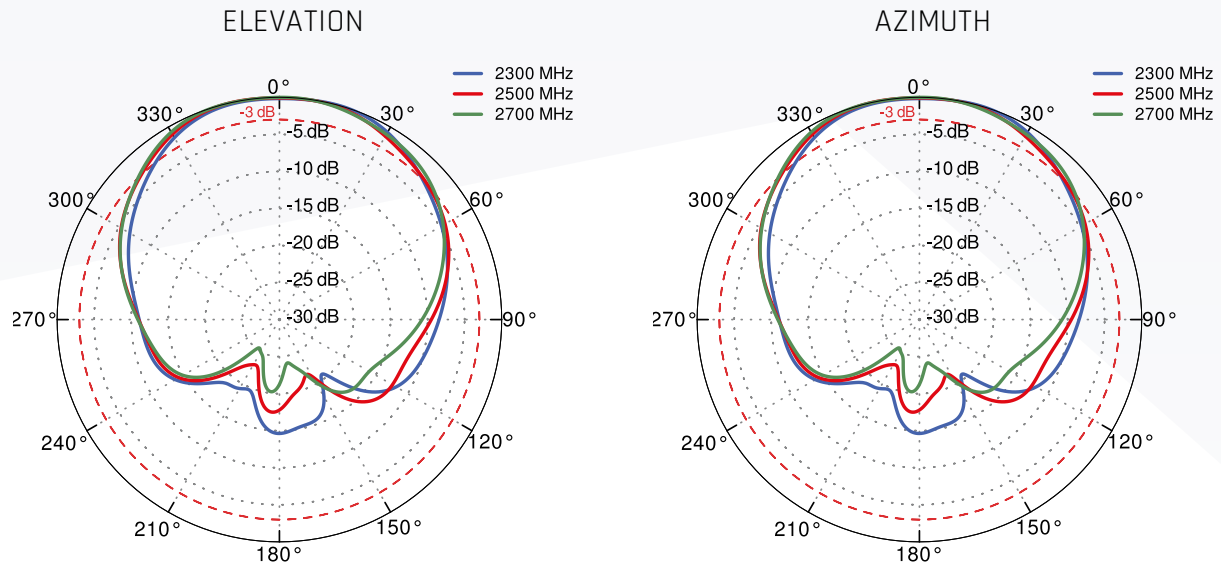 ELEVATION
2300 MHz
2500 MHz
2700 MHz
0°
330°
30°
-3 dB
-5 dB
-10 dB
300°
60°
-15 dB
-20 dB
-25 dB
-30 dB
270°
90°
240°
120°
210°
150°
180°
AZIMUTH
2300 MHz
2500 MHz
2700 MHz
0°
330°
30°
-3 dB
-5 dB
-10 dB
300°
60°
-15 dB
-20 dB
-25 dB
-30 dB
270°
90°
240°
120°
210°
150°
180°